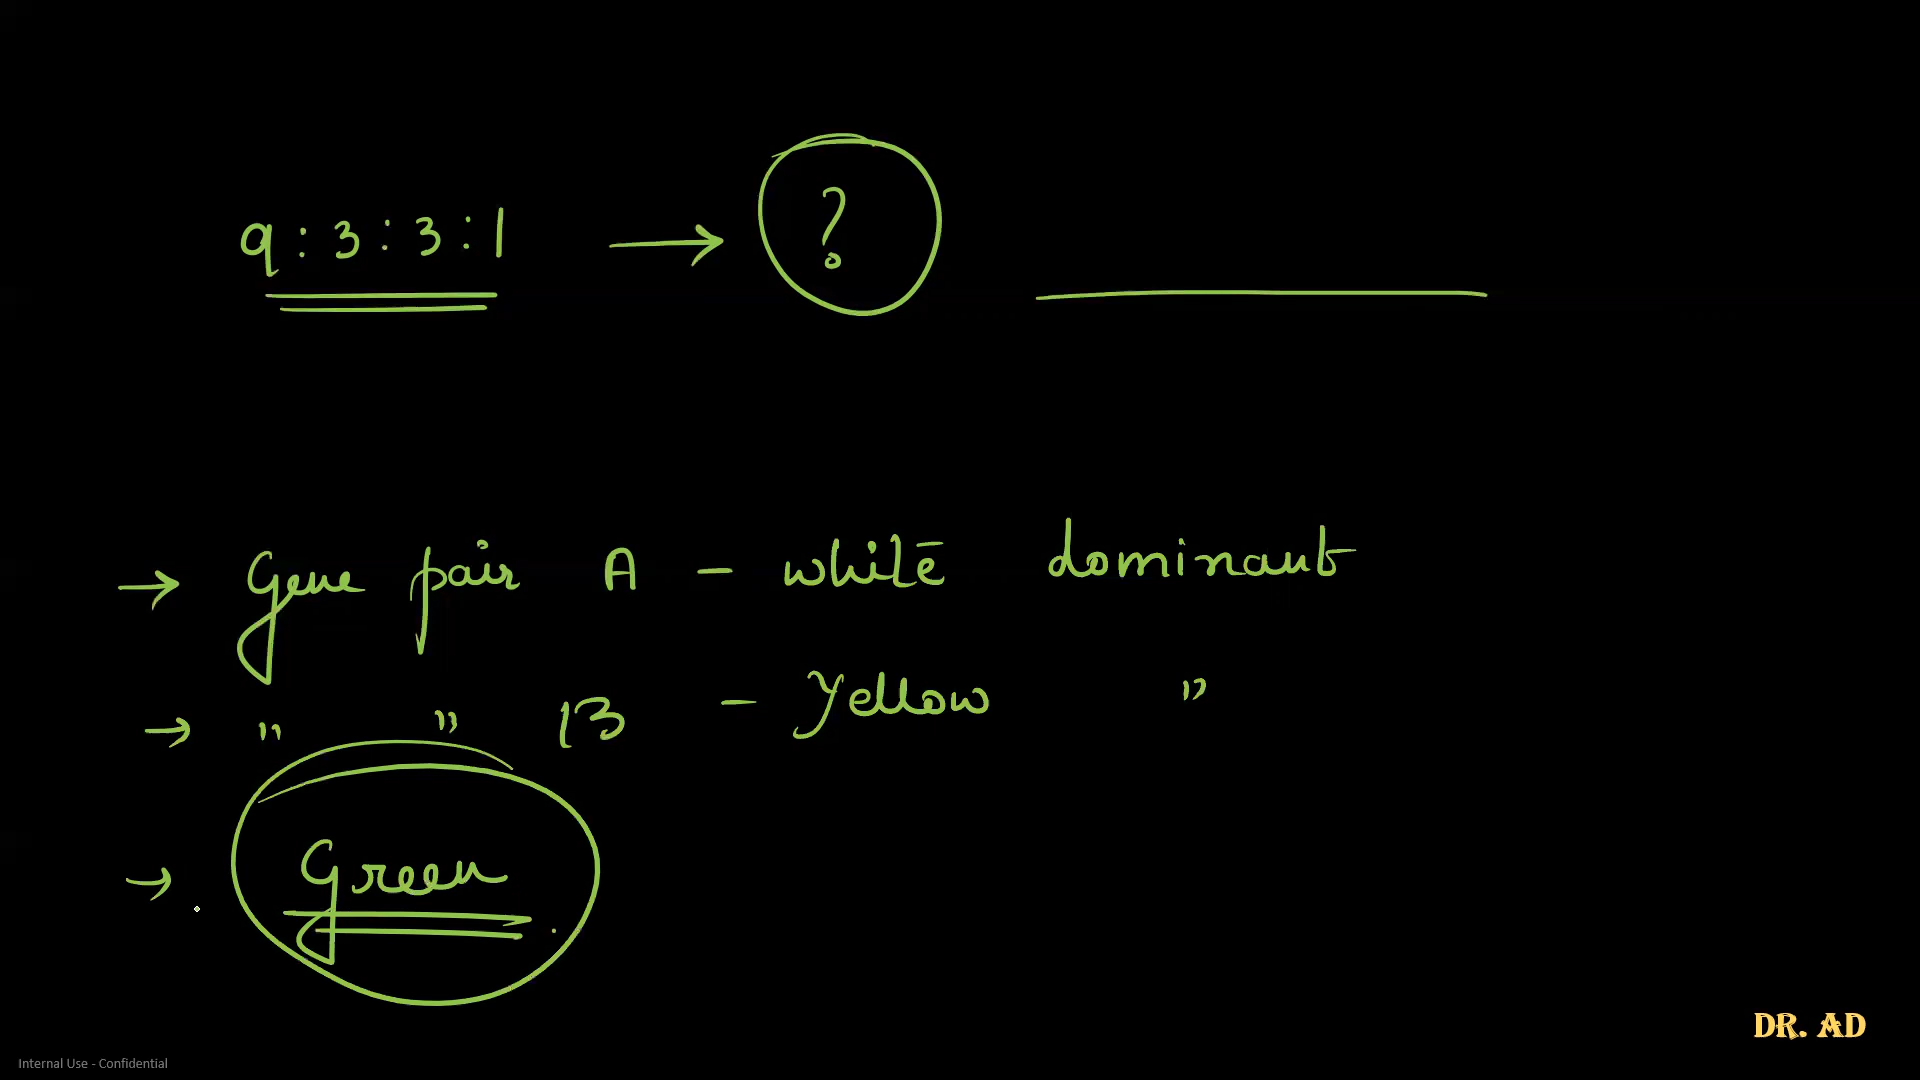 9 : 3 : 3 : 1 → ?
→ Gene pair A - white dominant
→ " " B - Yellow "
→ Green
DR. AD
Internal Use - Confidential